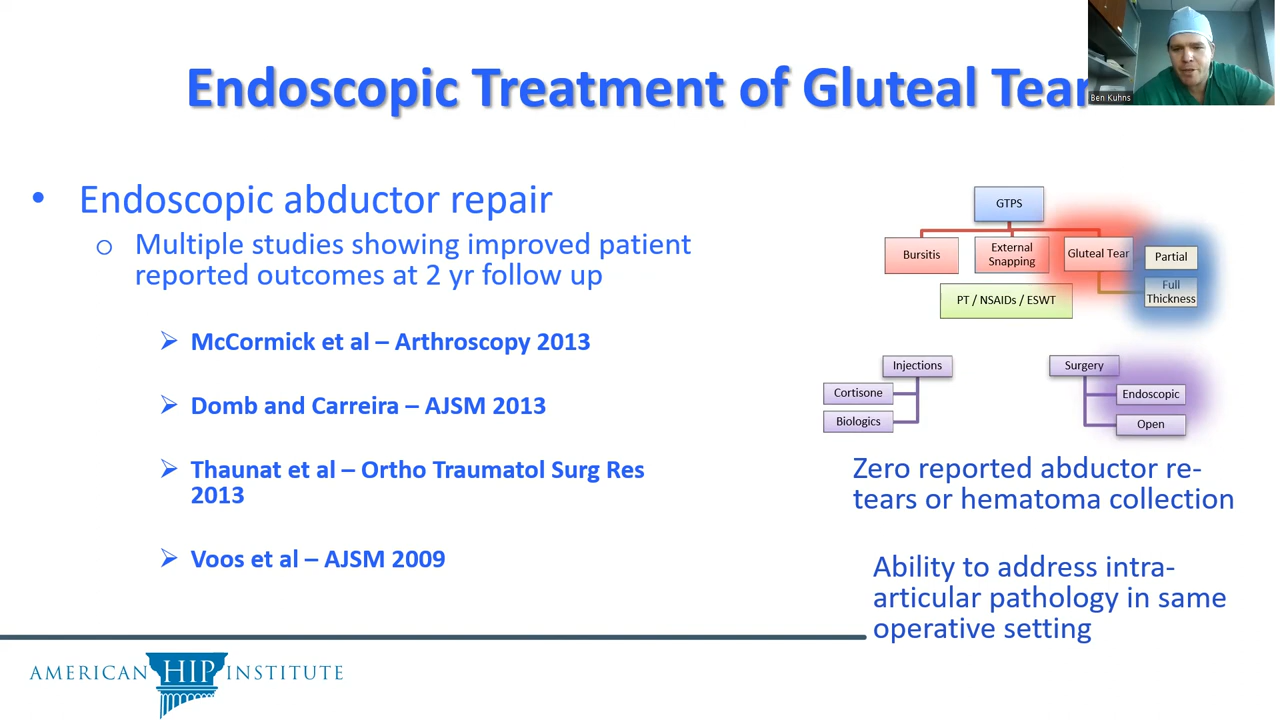 Endoscopic Treatment of Gluteal Tear
Ben Kuhns
• Endoscopic abductor repair
o Multiple studies showing improved patient
reported outcomes at 2 yr follow up
➢ McCormick et al – Arthroscopy 2013
➢ Domb and Carreira – AJSM 2013
➢ Thaunat et al – Ortho Traumatol Surg Res
2013
➢ Voos et al – AJSM 2009
GTPS
Bursitis
External
Snapping
Gluteal Tear
Partial
Full
Thickness
PT / NSAIDs / ESWT
Injections
Cortisone
Biologics
Surgery
Endoscopic
Open
Zero reported abductor re-
tears or hematoma collection
Ability to address intra-
articular pathology in same
operative setting
AMERICAN HIP INSTITUTE